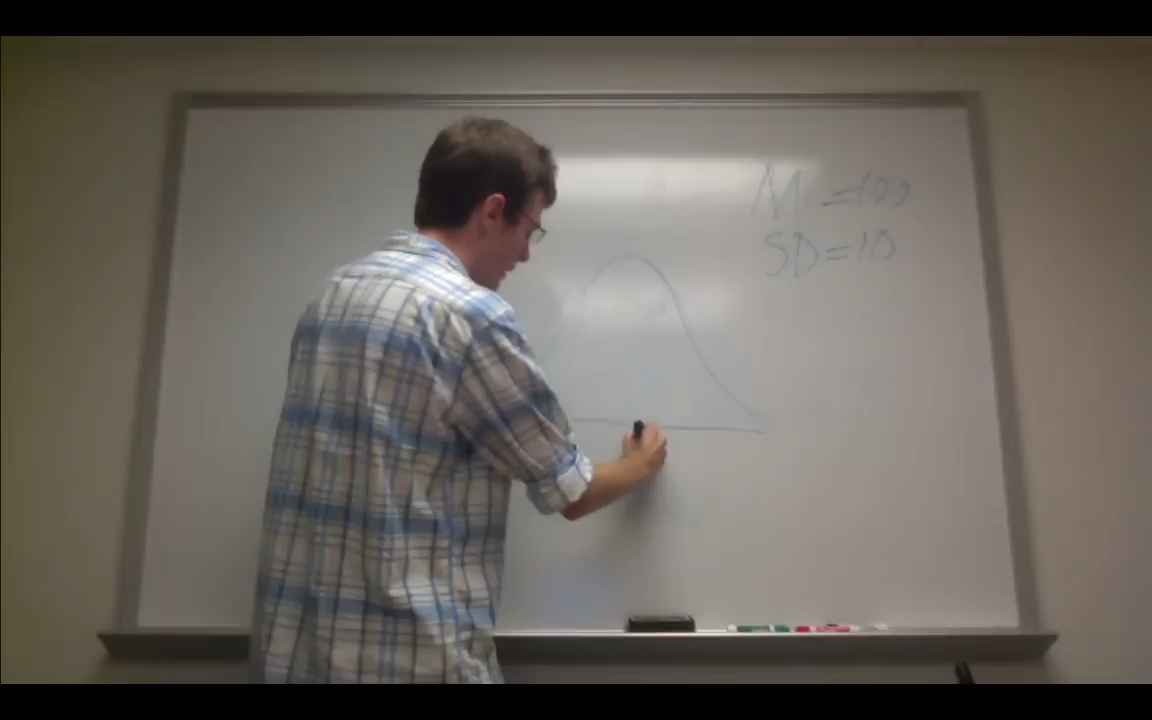 M = 100
SD = 10